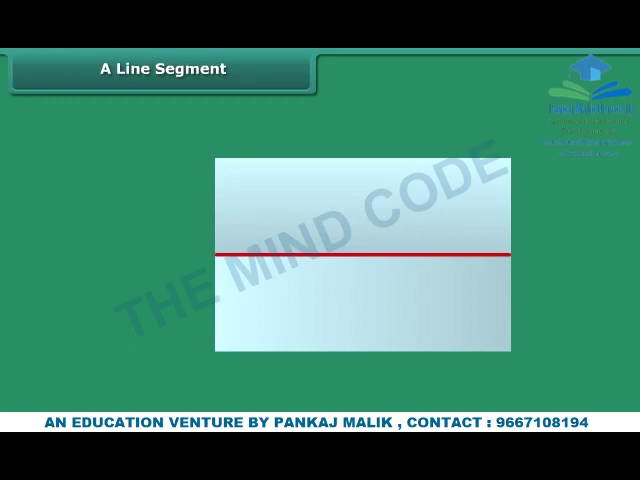 A Line Segment
THE MIND CODE
AN EDUCATION VENTURE BY PANKAJ MALIK , CONTACT : 9667108194